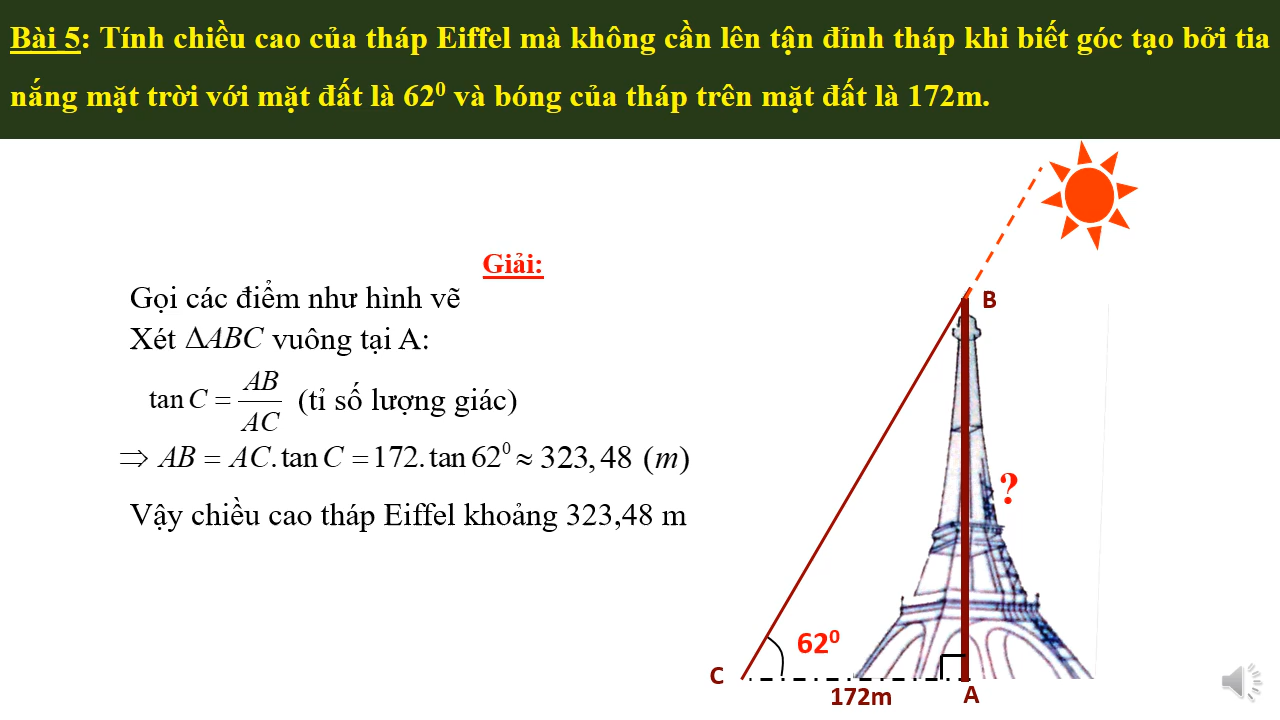 Bài 5: Tính chiều cao của tháp Eiffel mà không cần lên tận đỉnh tháp khi biết góc tạo bởi tia
nắng mặt trời với mặt đất là 62⁰ và bóng của tháp trên mặt đất là 172m.
Giải:
Gọi các điểm như hình vẽ
Xét ΔABC vuông tại A:
tan C = AB/AC (tỉ số lượng giác)
⇒ AB = AC.tan C = 172.tan 62⁰ ≈ 323,48 (m)
Vậy chiều cao tháp Eiffel khoảng 323,48 m
B
?
62⁰
C
172m
A